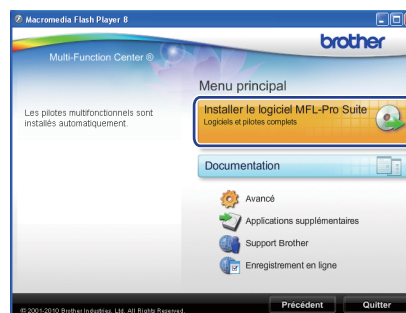 Macromedia Flash Player 8
brother
Multi-Function Center ®
Menu principal
Les pilotes multifonctionnels sont
installés automatiquement.
Installer le logiciel MFL-Pro Suite
Logiciels et pilotes complets
Documentation
Avancé
Applications supplémentaires
Support Brother
Enregistrement en ligne
Précédent
Quitter
© 2001-2010 Brother Industries, Ltd. All Rights Reserved.